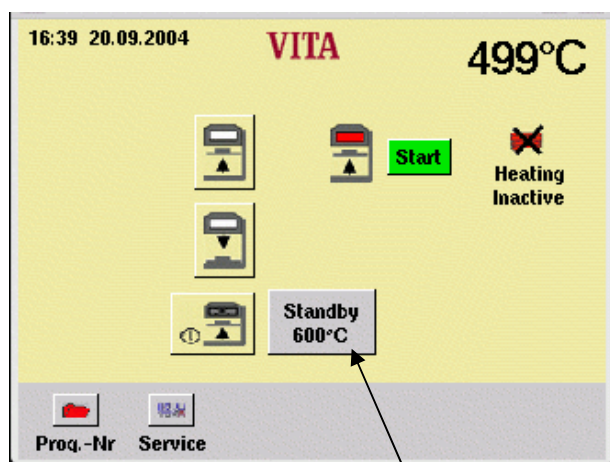 16:39 20.09.2004
VITA
499°C
Start
Heating
Inactive
Standby
600°C
Prog.-Nr
Service